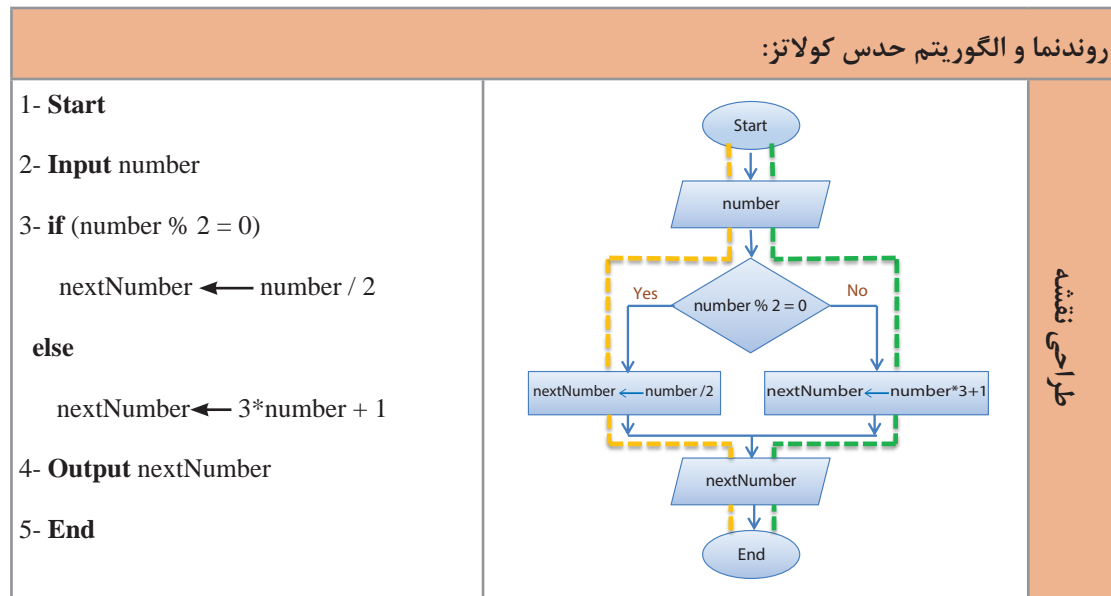 روندنما و الگوریتم حدس کولاتز:
طراحی نقشه
1- Start
2- Input number
3- if (number % 2 = 0)
nextNumber ← number / 2
else
nextNumber ← 3*number + 1
4- Output nextNumber
5- End
Start
number
number % 2 = 0
Yes
No
nextNumber ← number /2
nextNumber ← number*3+1
nextNumber
End